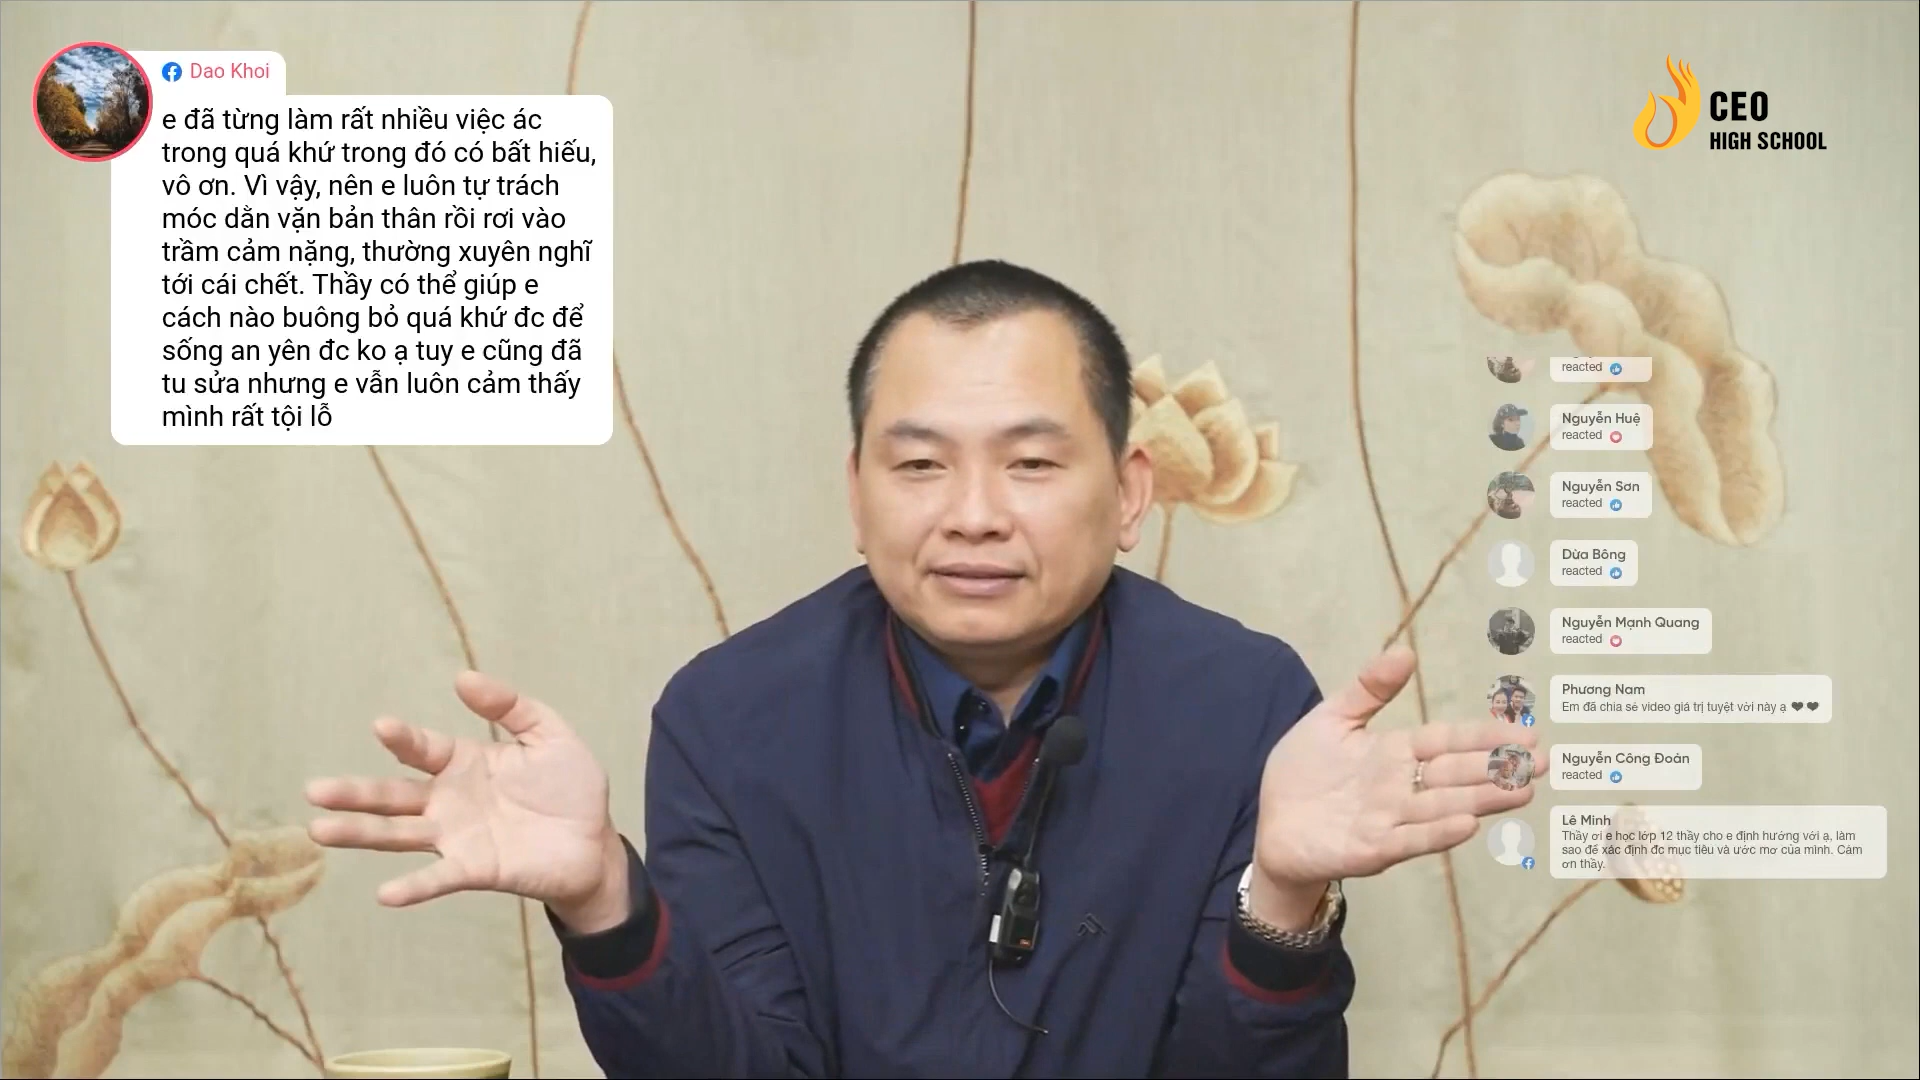 Dao Khoi
e đã từng làm rất nhiều việc ác
trong quá khứ trong đó có bất hiếu,
vô ơn. Vì vậy, nên e luôn tự trách
móc dằn vặn bản thân rồi rơi vào
trầm cảm nặng, thường xuyên nghĩ
tới cái chết. Thầy có thể giúp e
cách nào buông bỏ quá khứ đc để
sống an yên đc ko ạ tuy e cũng đã
tu sửa nhưng e vẫn luôn cảm thấy
mình rất tội lỗ
CEO
HIGH SCHOOL
reacted
Nguyễn Huệ
reacted
Nguyễn Sơn
reacted
Dừa Bông
reacted
Nguyễn Mạnh Quang
reacted
Phương Nam
Em đã chia sẻ video giá trị tuyệt vời này ạ ❤❤
Nguyễn Công Đoàn
reacted
Lê Minh
Thầy ơi e học lớp 12 thầy cho e định hướng với ạ, làm
sao để xác định đc mục tiêu và ước mơ của mình. Cảm
ơn thầy.